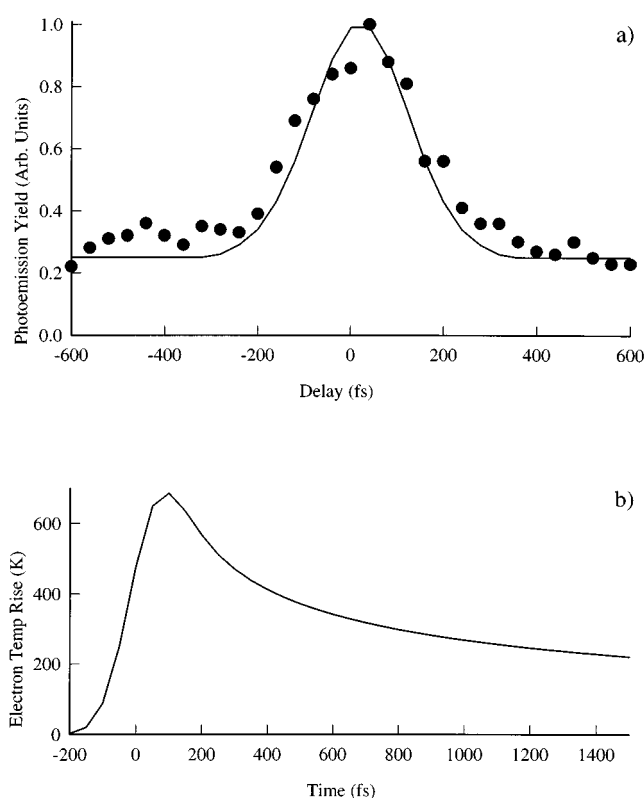 a)
1.0
0.8
0.6
0.4
0.2
0.0
Photoemission Yield (Arb. Units)
-600 -400 -200 0 200 400 600
Delay (fs)
b)
600
400
200
0
Electron Temp Rise (K)
-200 0 200 400 600 800 1000 1200 1400
Time (fs)